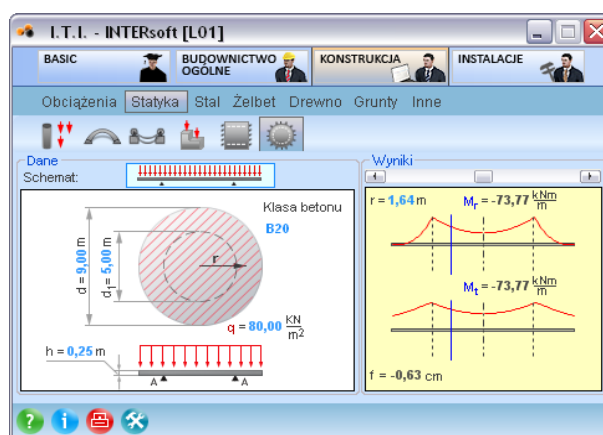 I.T.I. - INTERsoft [L01]
BASIC
BUDOWNICTWO OGÓLNE
KONSTRUKCJA
INSTALACJE
Obciążenia Statyka Stal Żelbet Drewno Grunty Inne
Dane
Schemat:
Klasa betonu
B20
d = 9,00 m
d1 = 5,00 m
r
q = 80,00 KN/m2
h = 0,25 m
A A
Wyniki
r = 1,64 m Mr = -73,77 kNm/m
Mt = -73,77 kNm/m
f = -0,63 cm